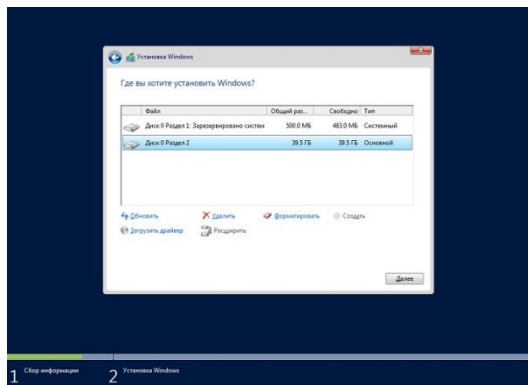 Установка Windows
Где вы хотите установить Windows?
Файл Общий раз... Свободно Тип
Диск 0 Раздел 1: Зарезервировано систем 500.0 МБ 483.0 МБ Системный
Диск 0 Раздел 2 39.5 ГБ 39.5 ГБ Основной
Обновить Удалить Форматировать Создать
Загрузить драйвер Расширить
Далее
1 Сбор информации 2 Установка Windows